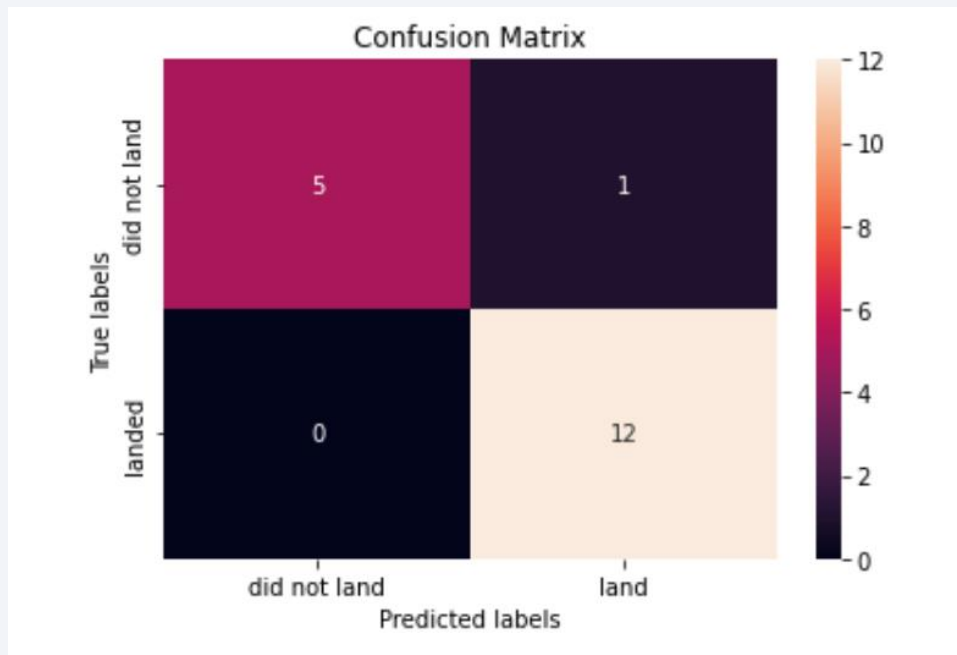 Confusion Matrix
did not land
landed
True labels
5
1
0
12
did not land
land
Predicted labels
12
10
8
6
4
2
0